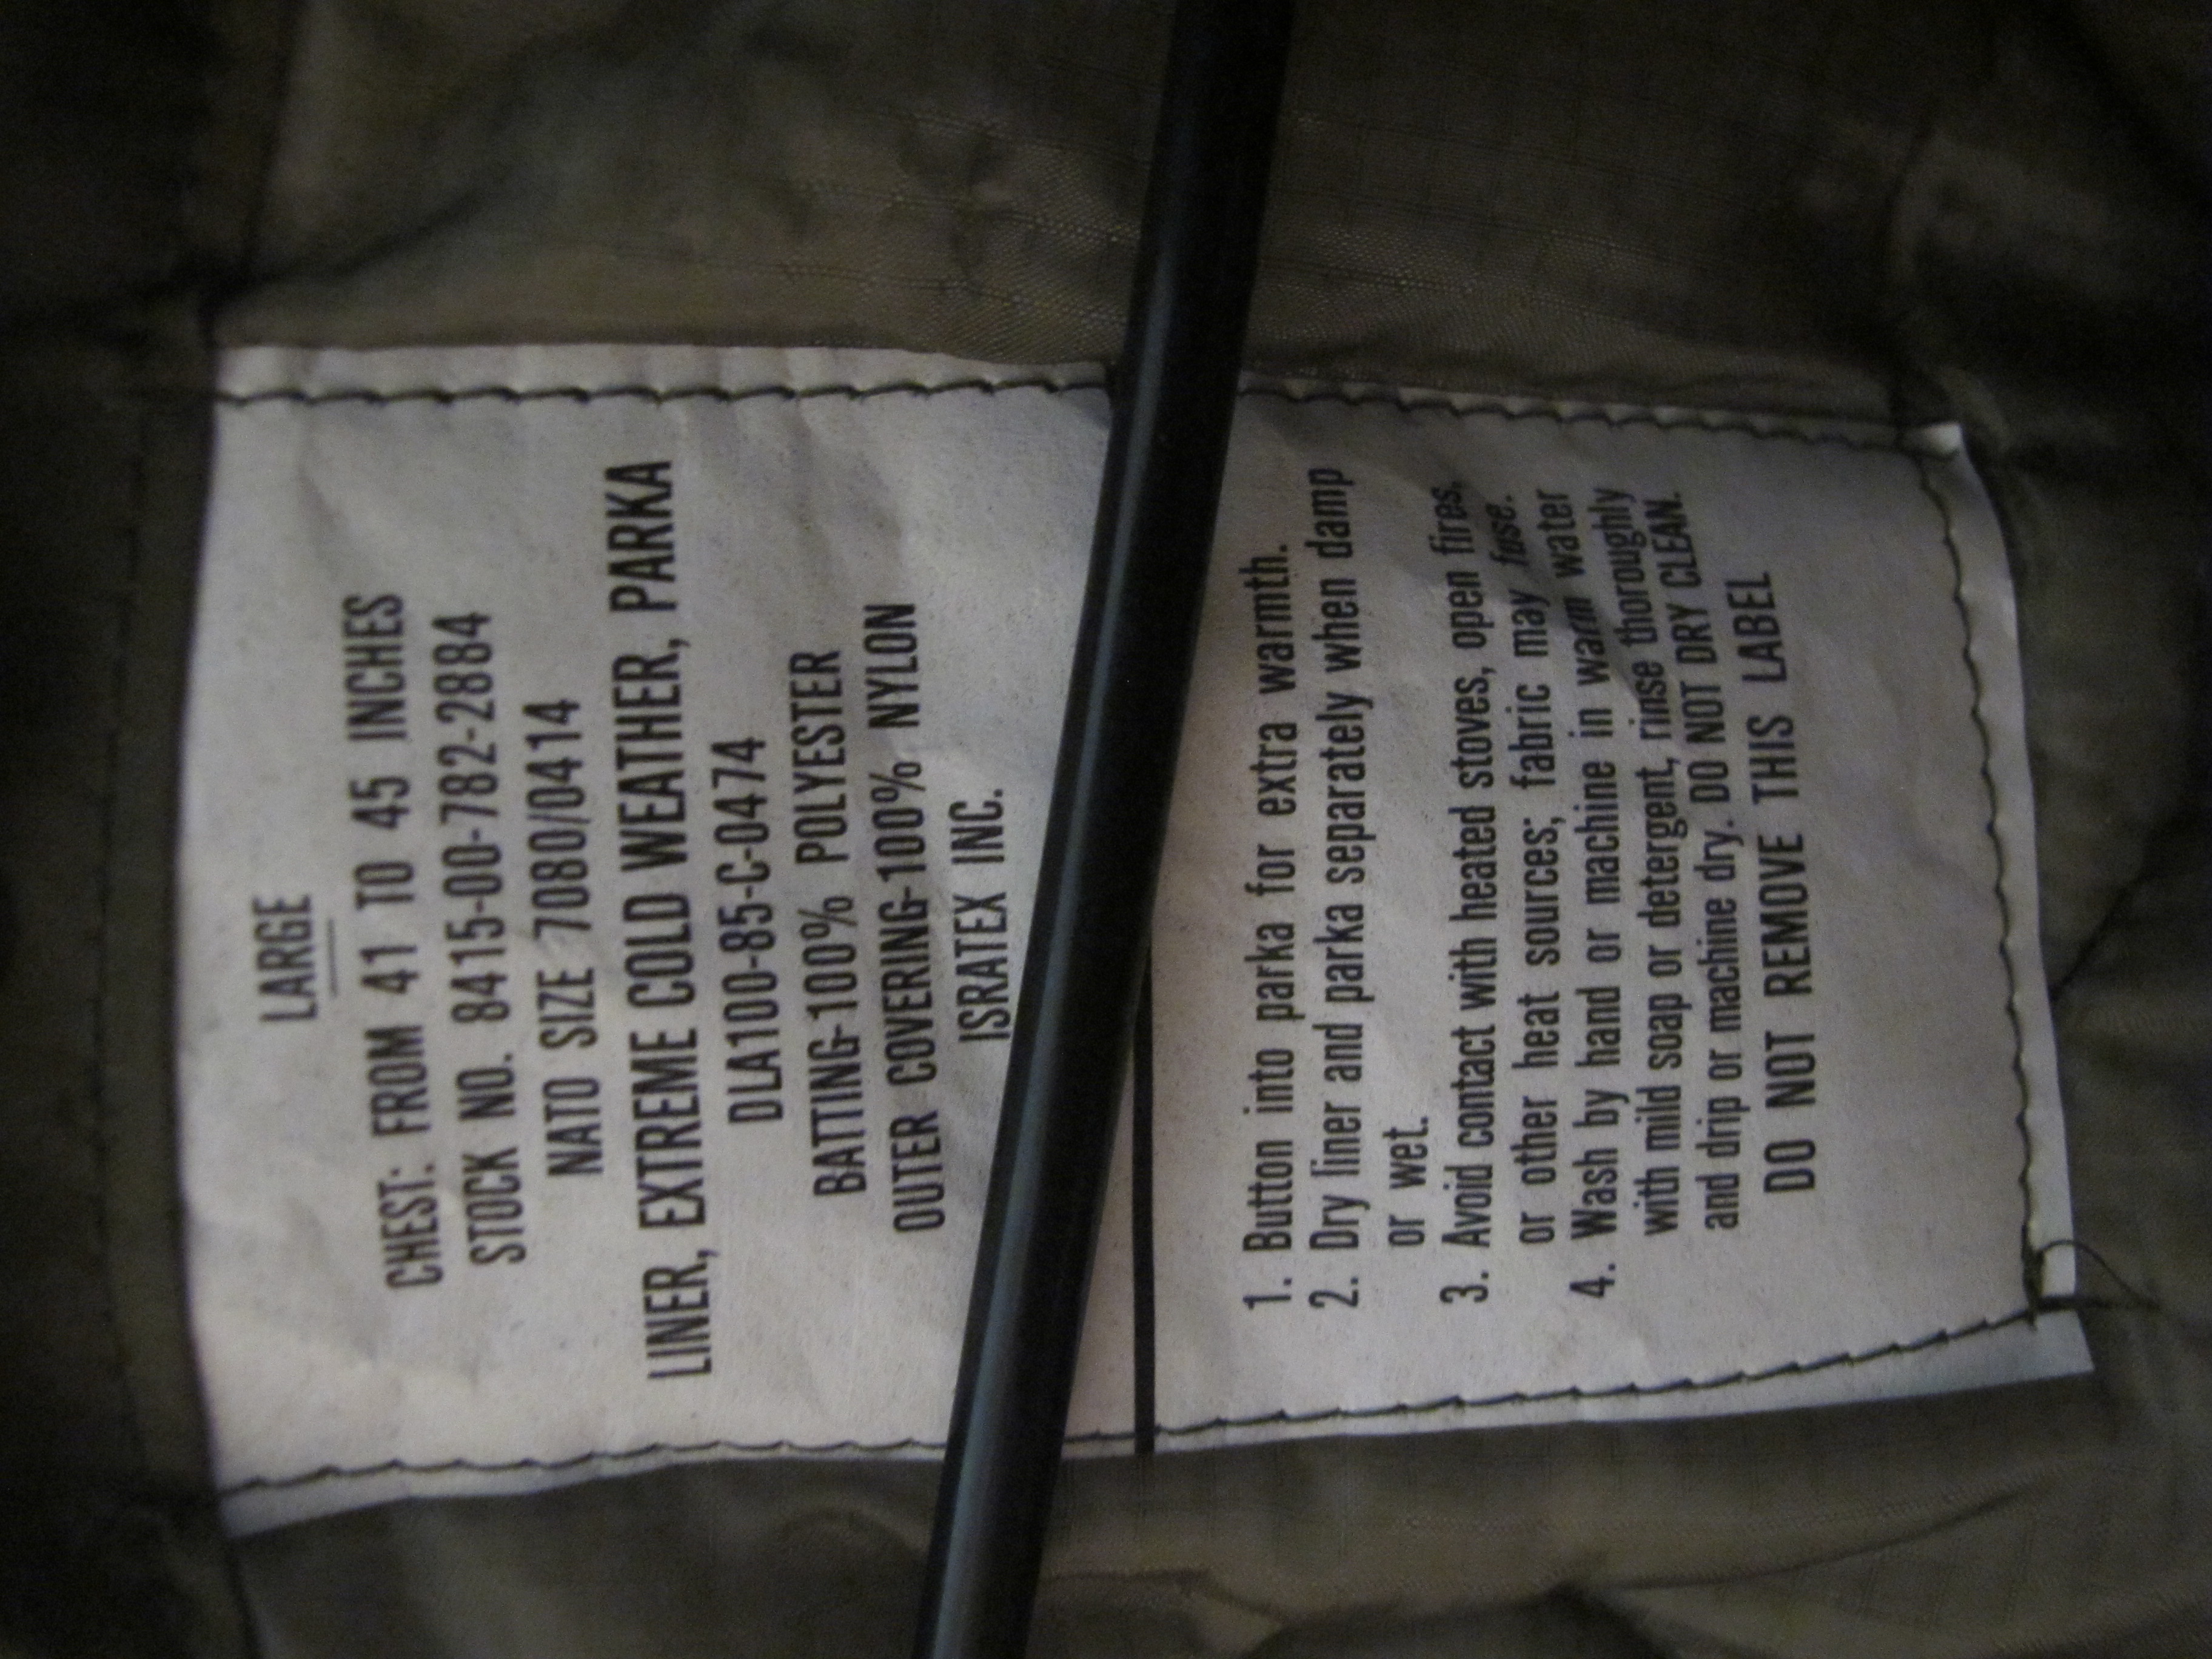 LARGE
CHEST: FROM 41 TO 45 INCHES
STOCK NO. 8415-00-782-2884
NATO SIZE 7080/0414
LINER, EXTREME COLD WEATHER, PARKA
DLA100-85-C-0474
BATTING-100% POLYESTER
OUTER COVERING-100% NYLON
ISRATEX INC.
1. Button into parka for extra warmth.
2. Dry liner and parka separately when damp
or wet.
3. Avoid contact with heated stoves, open fires,
or other heat sources; fabric may fuse.
4. Wash by hand or machine in warm water
with mild soap or detergent, rinse thoroughly
and drip or machine dry. DO NOT DRY CLEAN.
DO NOT REMOVE THIS LABEL